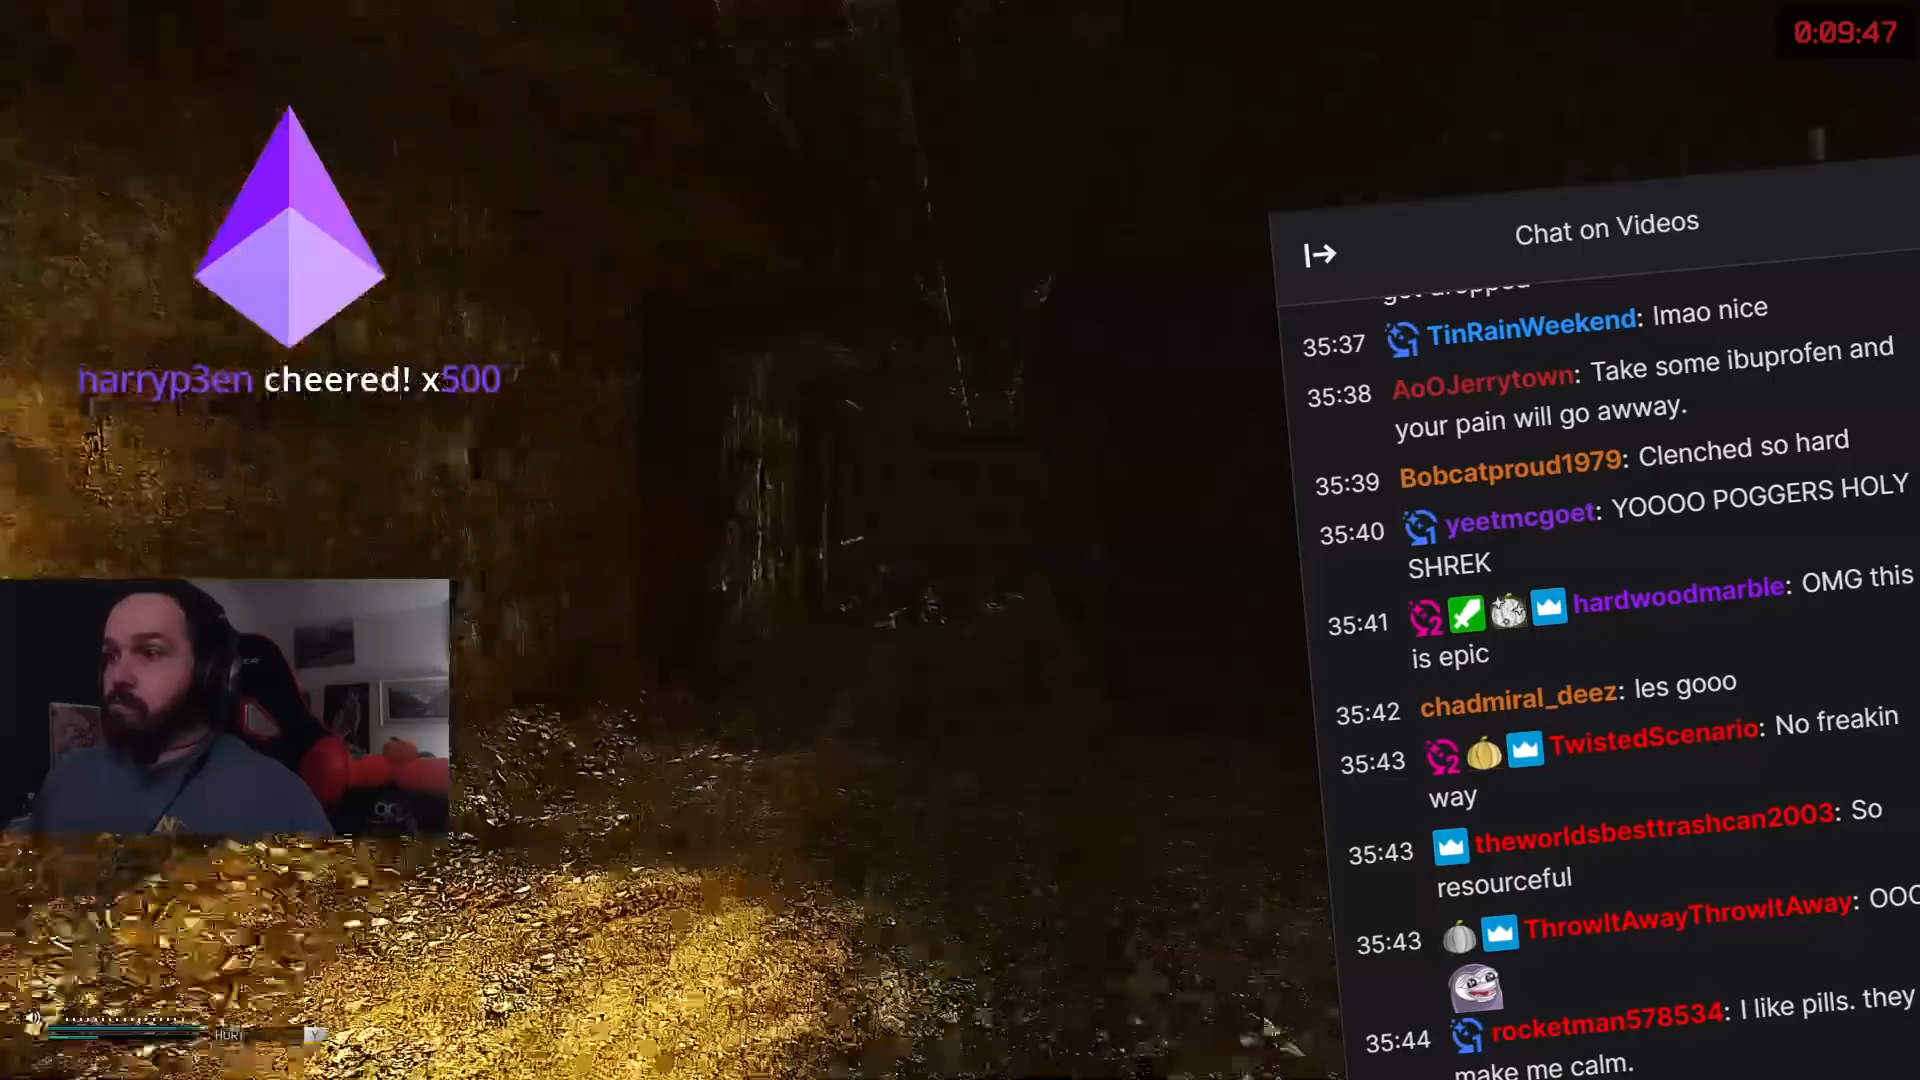 0:09:47
Chat on Videos
harryp3en cheered! x500
35:37 TinRainWeekend: lmao nice
35:38 AoOJerrytown: Take some ibuprofen and
your pain will go awway.
35:39 Bobcatproud1979: Clenched so hard
35:40 yeetmcgoet: YOOOO POGGERS HOLY
SHREK
35:41 hardwoodmarble: OMG this
is epic
35:42 chadmiral_deez: les gooo
35:43 TwistedScenario: No freakin
way
35:43 theworldsbesttrashcan2003: So
resourceful
35:43 ThrowItAwayThrowItAway: OOO
35:44 rocketman578534: I like pills. they
make me calm.
HURT
Y